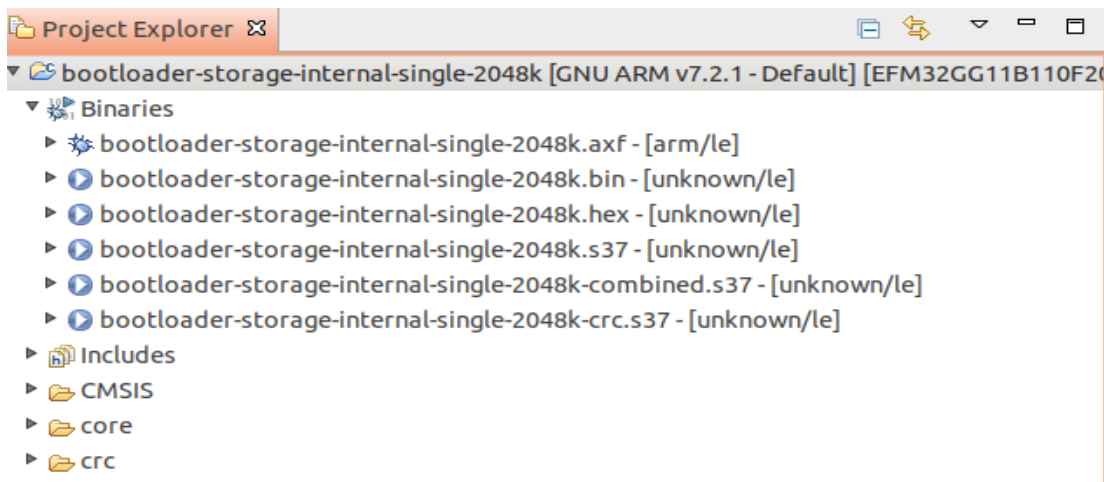 Project Explorer
bootloader-storage-internal-single-2048k [GNU ARM v7.2.1 - Default] [EFM32GG11B110F20
Binaries
bootloader-storage-internal-single-2048k.axf - [arm/le]
bootloader-storage-internal-single-2048k.bin - [unknown/le]
bootloader-storage-internal-single-2048k.hex - [unknown/le]
bootloader-storage-internal-single-2048k.s37 - [unknown/le]
bootloader-storage-internal-single-2048k-combined.s37 - [unknown/le]
bootloader-storage-internal-single-2048k-crc.s37 - [unknown/le]
Includes
CMSIS
core
crc